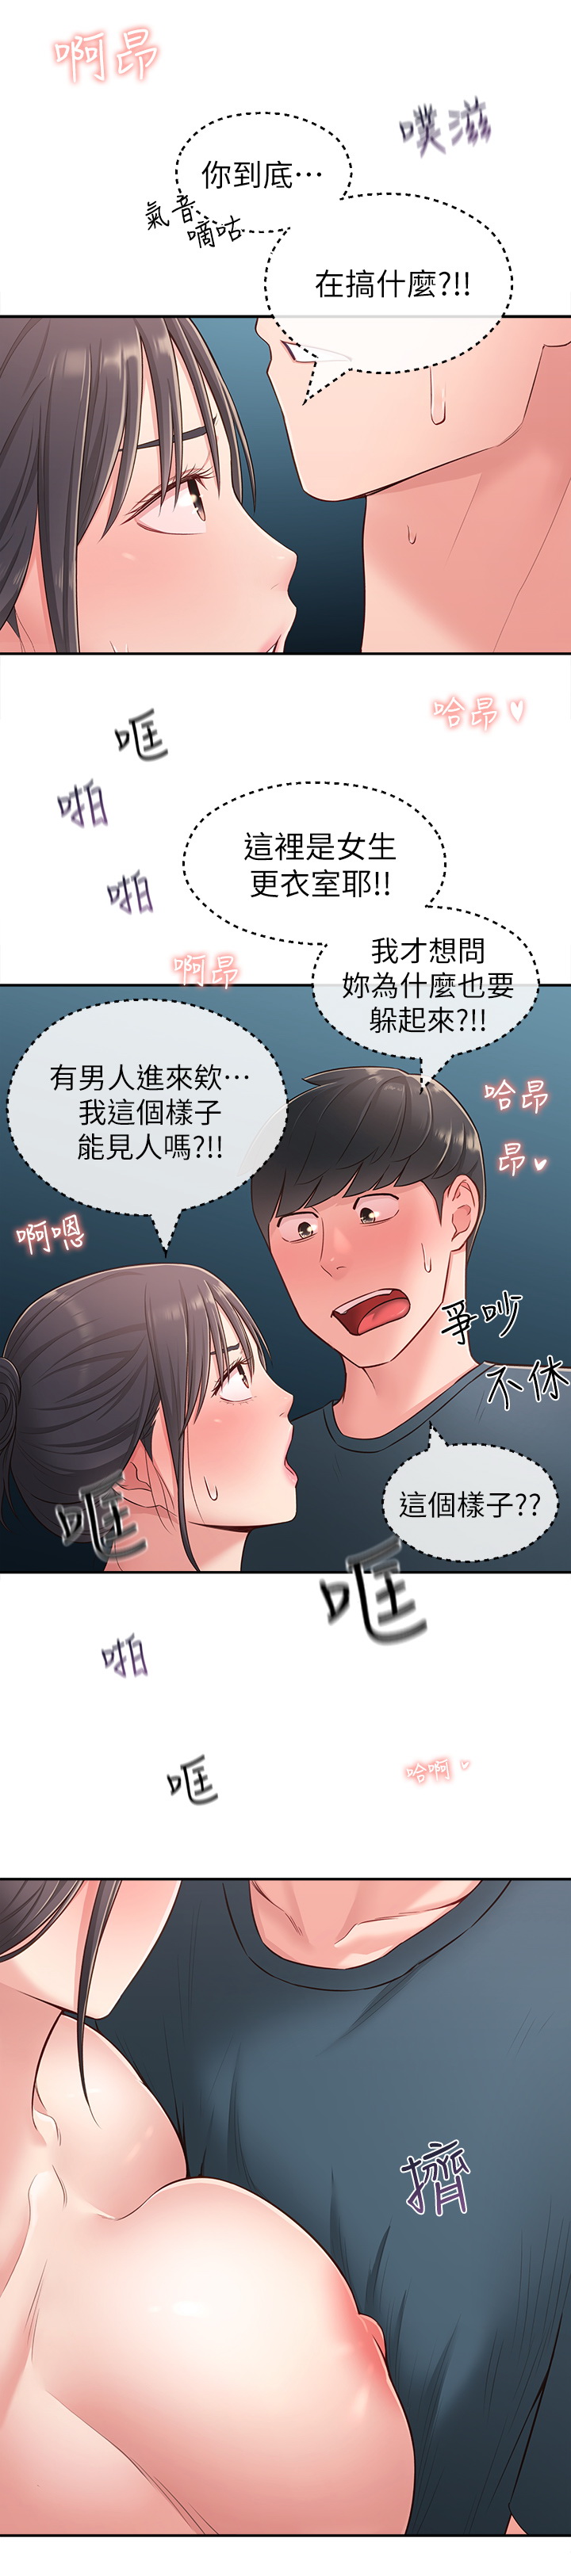 啊昂
噗滋
你到底…
氣音
嘀咕
在搞什麼?!!
哐
哈昂♥
啪
啪
這裡是女生
更衣室耶!!
啊昂
我才想問
妳為什麼也要
躲起來?!!
有男人進來欸…
我這個樣子
能見人嗎?!!
哈昂
昂♥
啊嗯
爭吵
不休
這個樣子??
哐
哐
啪
哐
哈啊♥
擠